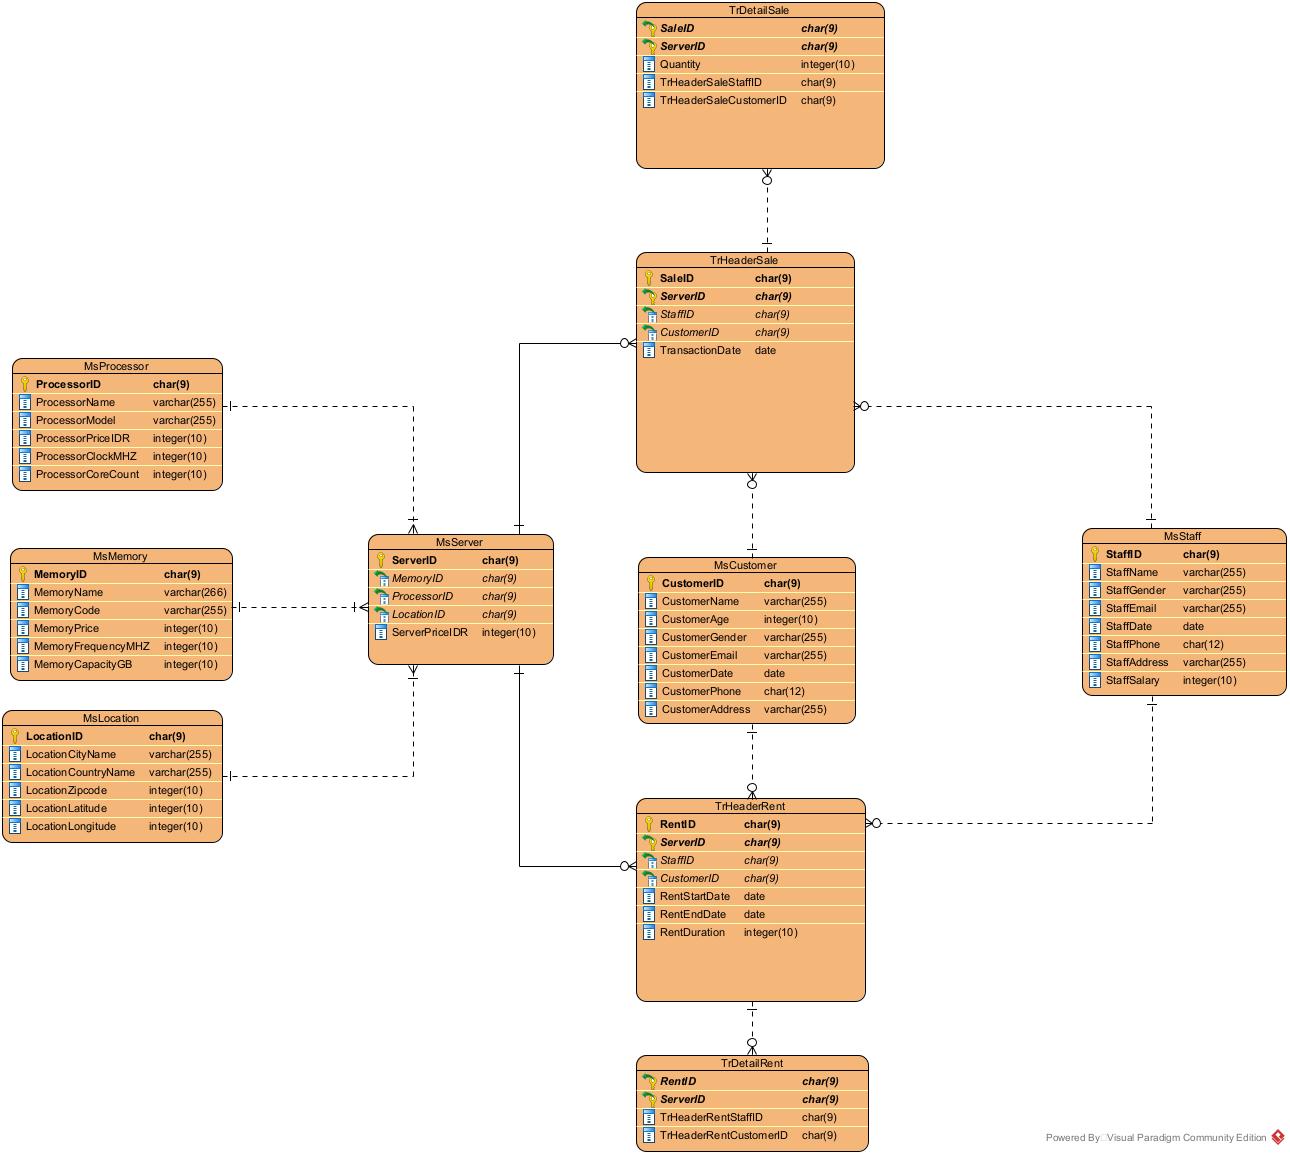 TrDetailSale
SaleID char(9)
ServerID char(9)
Quantity integer(10)
TrHeaderSaleStaffID char(9)
TrHeaderSaleCustomerID char(9)
TrHeaderSale
SaleID char(9)
ServerID char(9)
StaffID char(9)
CustomerID char(9)
TransactionDate date
MsProcessor
ProcessorID char(9)
ProcessorName varchar(255)
ProcessorModel varchar(255)
ProcessorPriceIDR integer(10)
ProcessorClockMHZ integer(10)
ProcessorCoreCount integer(10)
MsMemory
MemoryID char(9)
MemoryName varchar(266)
MemoryCode varchar(255)
MemoryPrice integer(10)
MemoryFrequencyMHZ integer(10)
MemoryCapacityGB integer(10)
MsLocation
LocationID char(9)
LocationCityName varchar(255)
LocationCountryName varchar(255)
LocationZipcode integer(10)
LocationLatitude integer(10)
LocationLongitude integer(10)
MsServer
ServerID char(9)
MemoryID char(9)
ProcessorID char(9)
LocationID char(9)
ServerPriceIDR integer(10)
MsCustomer
CustomerID char(9)
CustomerName varchar(255)
CustomerAge integer(10)
CustomerGender varchar(255)
CustomerEmail varchar(255)
CustomerDate date
CustomerPhone char(12)
CustomerAddress varchar(255)
MsStaff
StaffID char(9)
StaffName varchar(255)
StaffGender varchar(255)
StaffEmail varchar(255)
StaffDate date
StaffPhone char(12)
StaffAddress varchar(255)
StaffSalary integer(10)
TrHeaderRent
RentID char(9)
ServerID char(9)
StaffID char(9)
CustomerID char(9)
RentStartDate date
RentEndDate date
RentDuration integer(10)
TrDetailRent
RentID char(9)
ServerID char(9)
TrHeaderRentStaffID char(9)
TrHeaderRentCustomerID char(9)
Powered By Visual Paradigm Community Edition